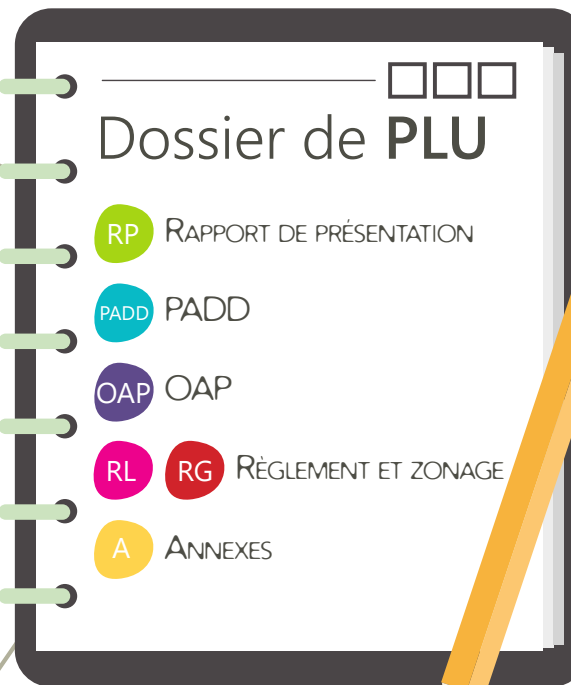 Dossier de PLU
RP RAPPORT DE PRÉSENTATION
PADD PADD
OAP OAP
RL RG RÈGLEMENT ET ZONAGE
A ANNEXES